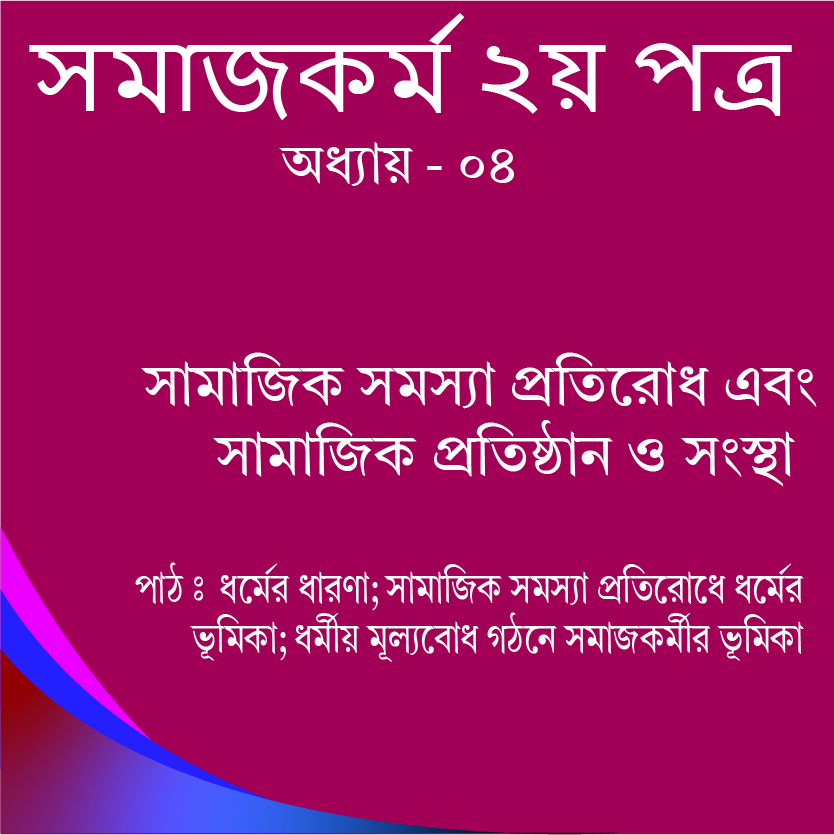 সমাজকর্ম ২য় পত্র
অধ্যায় - ০৪
সামাজিক সমস্যা প্রতিরোধ এবং
সামাজিক প্রতিষ্ঠান ও সংস্থা
পাঠ ঃ ধর্মের ধারণা; সামাজিক সমস্যা প্রতিরোধে ধর্মের
ভূমিকা; ধর্মীয় মূল্যবোধ গঠনে সমাজকর্মীর ভূমিকা